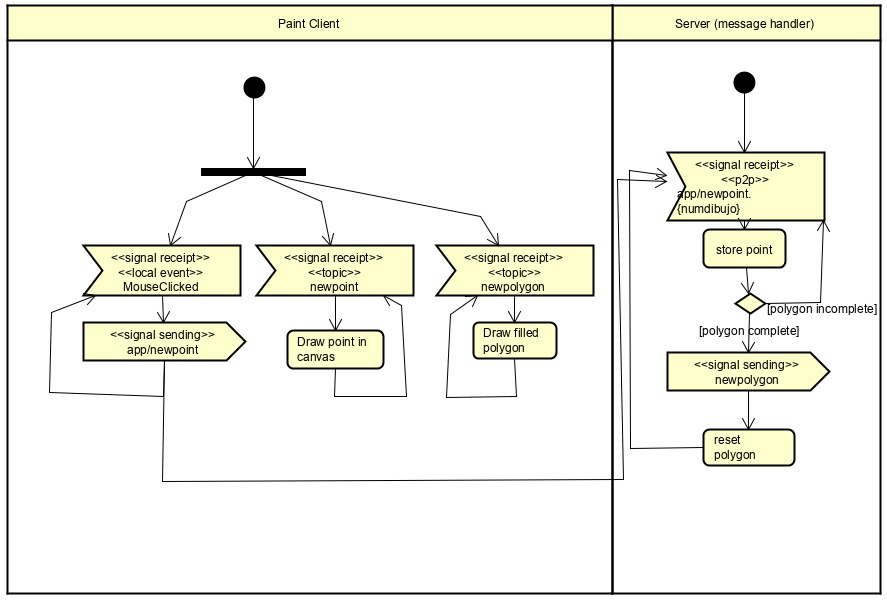 Paint Client
Server (message handler)
<<signal receipt>>
<<local event>>
MouseClicked
<<signal sending>>
app/newpoint
<<signal receipt>>
<<topic>>
newpoint
Draw point in
canvas
<<signal receipt>>
<<topic>>
newpolygon
Draw filled
polygon
<<signal receipt>>
<<p2p>>
app/newpoint.
{numdibujo}
store point
[polygon incomplete]
[polygon complete]
<<signal sending>>
newpolygon
reset
polygon